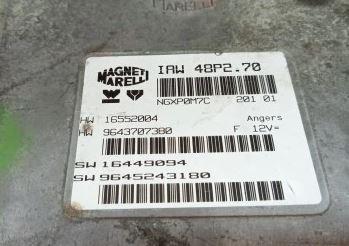 MAGNETI
MARELLI
IAW 48P2.70
NGXP0M7C 201 01
HW 16552004 Angers
HW 9643707380 F 12V=
SW 16449094
SW 9645243180